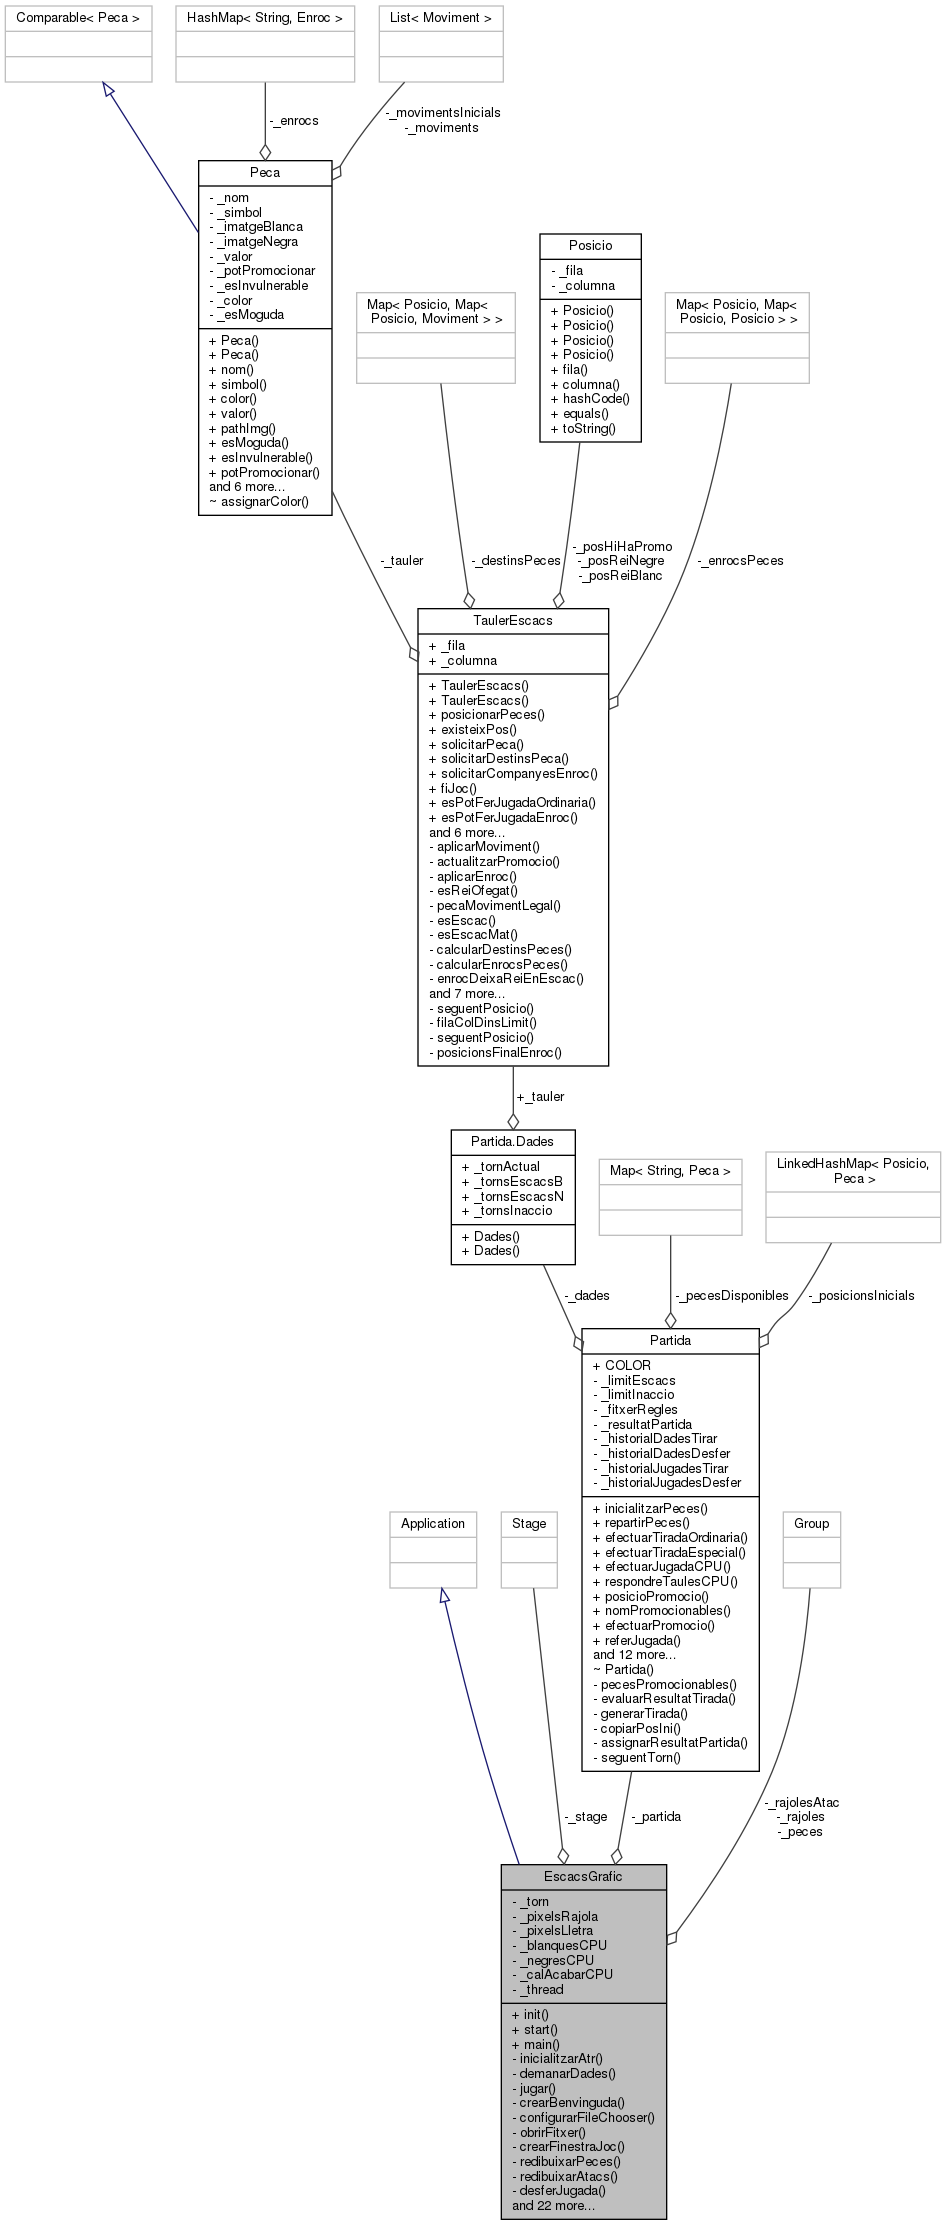 Comparable< Peca >
HashMap< String, Enroc >
List< Moviment >
-_enrocs
-_movimentsInicials
-_moviments
Peca
- _nom
- _simbol
- _imatgeBlanca
- _imatgeNegra
- _valor
- _potPromocionar
- _esInvulnerable
- _color
- _esMoguda
+ Peca()
+ Peca()
+ nom()
+ simbol()
+ color()
+ valor()
+ pathImg()
+ esMoguda()
+ esInvulnerable()
+ potPromocionar()
and 6 more...
~ assignarColor()
Map< Posicio, Map<
Posicio, Moviment > >
Posicio
- _fila
- _columna
+ Posicio()
+ Posicio()
+ Posicio()
+ Posicio()
+ fila()
+ columna()
+ hashCode()
+ equals()
+ toString()
Map< Posicio, Map<
Posicio, Posicio > >
-_tauler
-_destinsPeces
-_posHiHaPromo
-_posReiNegre
-_posReiBlanc
-_enrocsPeces
TaulerEscacs
+ _fila
+ _columna
+ TaulerEscacs()
+ TaulerEscacs()
+ posicionarPeces()
+ existeixPos()
+ solicitarPeca()
+ solicitarDestinsPeca()
+ solicitarCompanyesEnroc()
+ fiJoc()
+ esPotFerJugadaOrdinaria()
+ esPotFerJugadaEnroc()
and 6 more...
- aplicarMoviment()
- actualitzarPromocio()
- aplicarEnroc()
- esReiOfegat()
- pecaMovimentLegal()
- esEscac()
- esEscacMat()
- calcularDestinsPeces()
- calcularEnrocsPeces()
- enrocDeixaReiEnEscac()
and 7 more...
- seguentPosicio()
- filaColDinsLimit()
- seguentPosicio()
- posicionsFinalEnroc()
+_tauler
Partida.Dades
+ _tornActual
+ _tornsEscacsB
+ _tornsEscacsN
+ _tornsInaccio
+ Dades()
+ Dades()
Map< String, Peca >
LinkedHashMap< Posicio,
Peca >
-_dades
-_pecesDisponibles
-_posicionsInicials
Partida
+ COLOR
- _limitEscacs
- _limitInaccio
- _fitxerRegles
- _resultatPartida
- _historialDadesTirar
- _historialDadesDesfer
- _historialJugadesTirar
- _historialJugadesDesfer
+ inicialitzarPeces()
+ repartirPeces()
+ efectuarTiradaOrdinaria()
+ efectuarTiradaEspecial()
+ efectuarJugadaCPU()
+ respondreTaulesCPU()
+ posicioPromocio()
+ nomPromocionables()
+ efectuarPromocio()
+ referJugada()
and 12 more...
~ Partida()
- pecesPromocionables()
- evaluarResultatTirada()
- generarTirada()
- copiarPosIni()
- assignarResultatPartida()
- seguentTorn()
Application
Stage
Group
-_stage
-_partida
-_rajolesAtac
-_rajoles
-_peces
EscacsGrafic
- _torn
- _pixelsRajola
- _pixelsLletra
- _blanquesCPU
- _negresCPU
- _calAcabarCPU
- _thread
+ init()
+ start()
+ main()
- inicialitzarAtr()
- demanarDades()
- jugar()
- crearBenvinguda()
- configurarFileChooser()
- obrirFitxer()
- crearFinestraJoc()
- redibuixarPeces()
- redibuixarAtacs()
- desferJugada()
and 22 more...